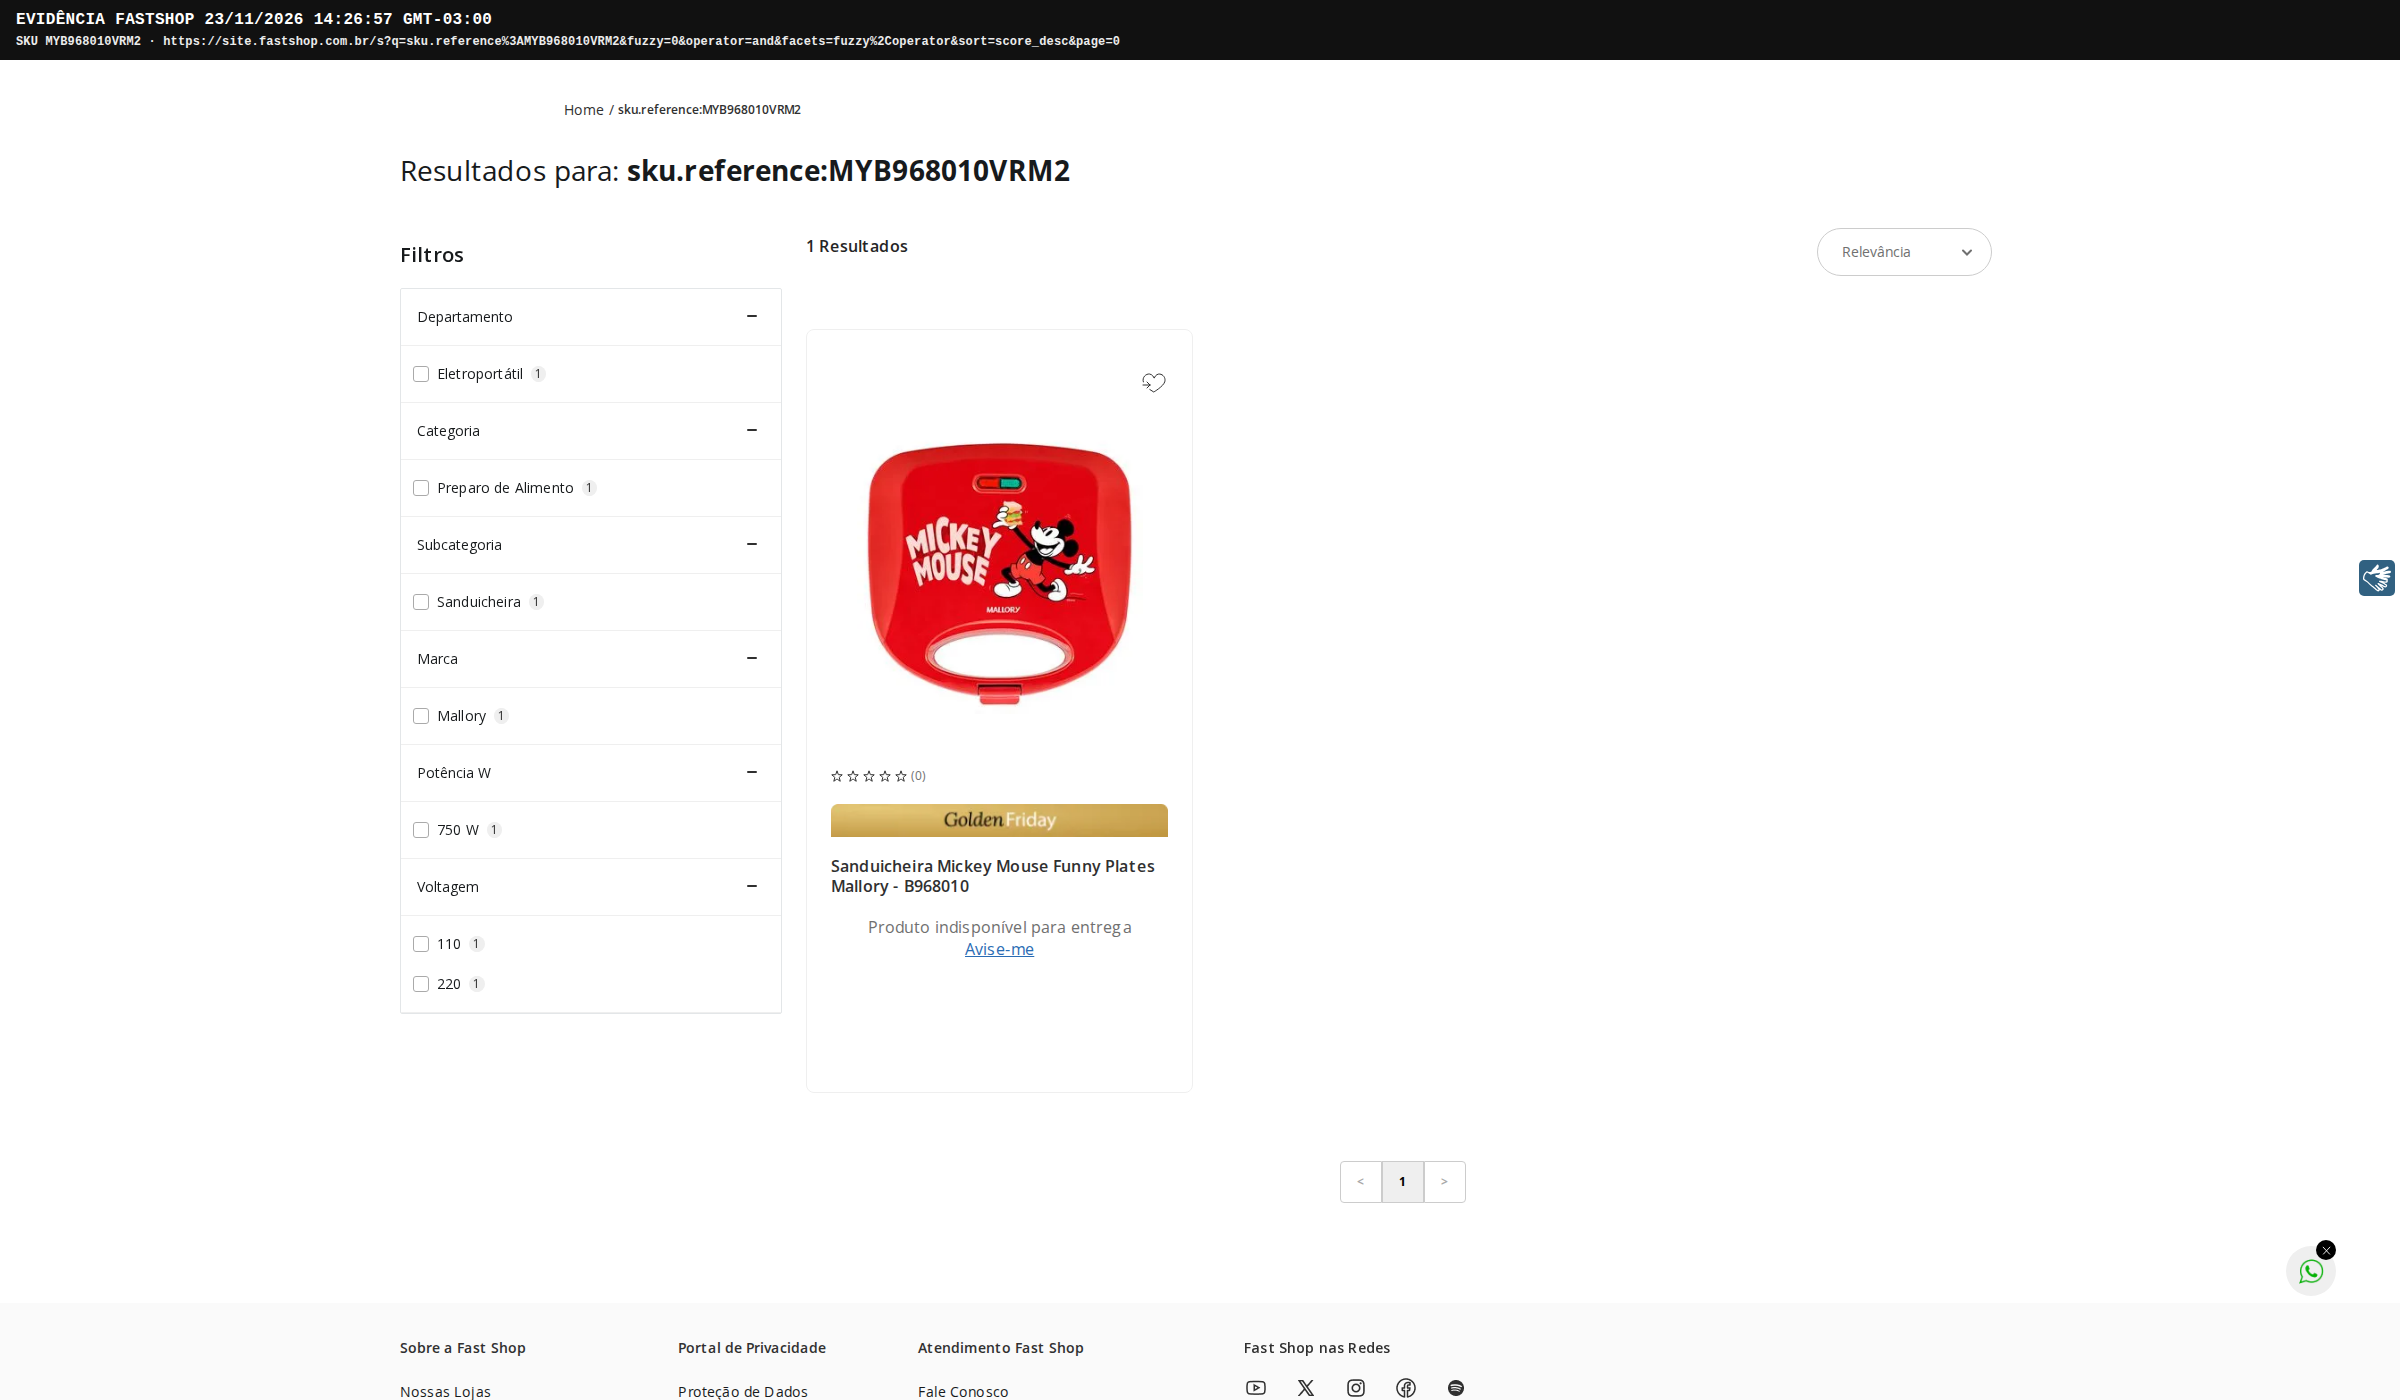 EVIDÊNCIA FASTSHOP 23/11/2026 14:26:57 GMT-03:00
SKU MYB968010VRM2 · https://site.fastshop.com.br/s?q=sku.reference%3AMYB968010VRM2&fuzzy=0&operator=and&facets=fuzzy%2Coperator&sort=score_desc&page=0
Home / sku.reference:MYB968010VRM2
Resultados para: sku.reference:MYB968010VRM2
Filtros
Departamento
Eletroportátil 1
Categoria
Preparo de Alimento 1
Subcategoria
Sanduicheira 1
Marca
Mallory 1
Potência W
750 W 1
Voltagem
110 1
220 1
1 Resultados
Relevância
MICKEY
MOUSE
MALLORY
(0)
Golden Friday
Sanduicheira Mickey Mouse Funny Plates
Mallory - B968010
Produto indisponível para entrega
Avise-me
< 1 >
Sobre a Fast Shop
Nossas Lojas
Portal de Privacidade
Proteção de Dados
Atendimento Fast Shop
Fale Conosco
Fast Shop nas Redes